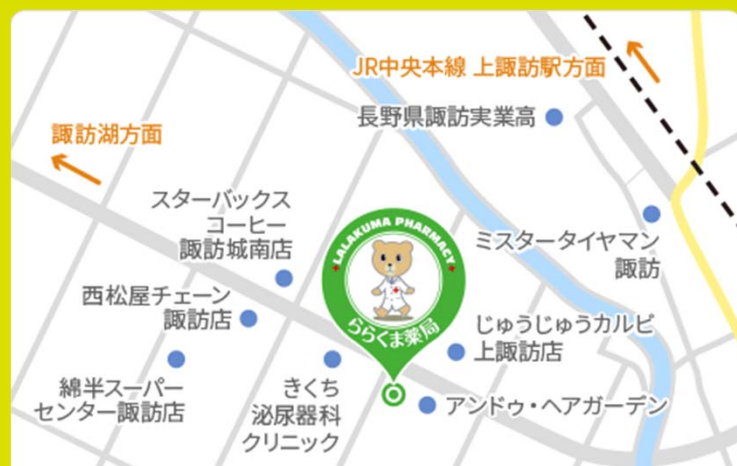 JR中央本線 上諏訪駅方面
長野県諏訪実業高
諏訪湖方面
スターバックス
コーヒー
諏訪城南店
LALAKUMA PHARMACY
ららくま薬局
ミスタータイヤマン
諏訪
西松屋チェーン
諏訪店
じゅうじゅうカルビ
上諏訪店
綿半スーパー
センター諏訪店
きくち
泌尿器科
クリニック
アンドゥ・ヘアガーデン